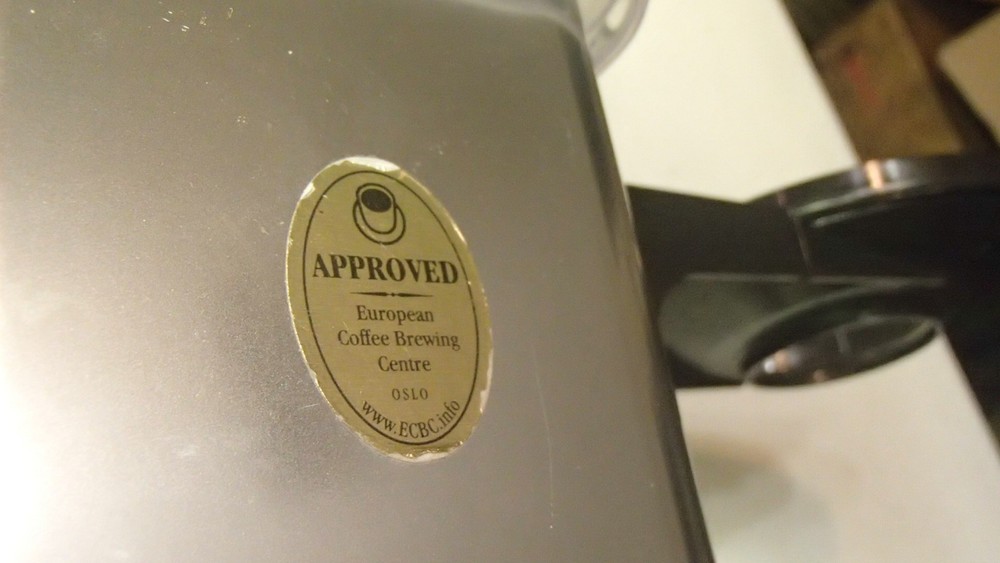 APPROVED
European
Coffee Brewing
Centre
OSLO
www.ECBC.info